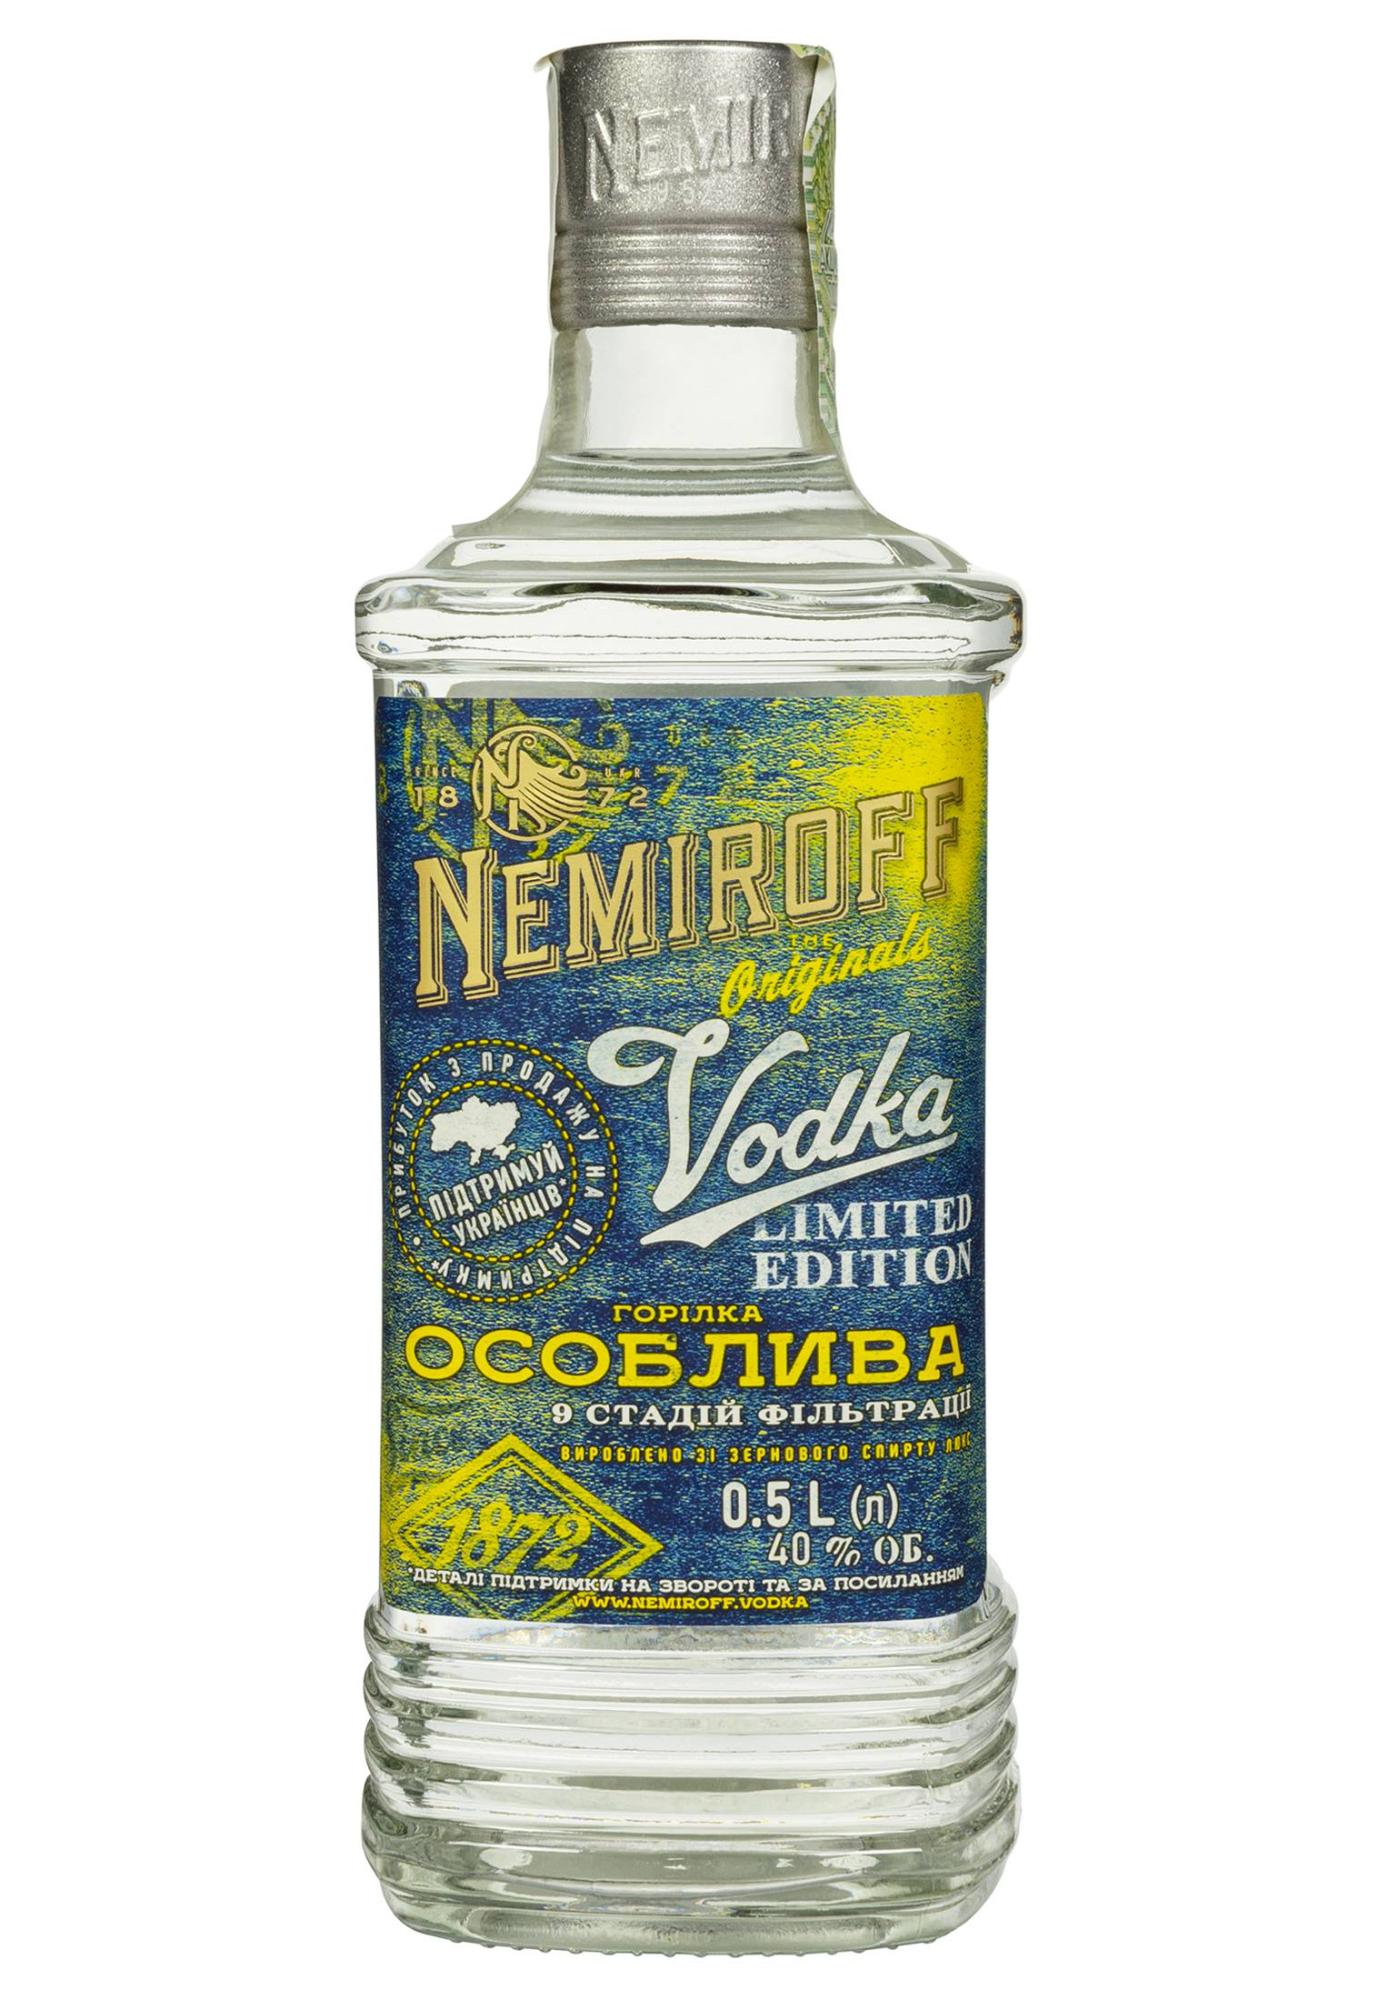 NEMIR
SINCE UKR
18 72
NEMIROFF
THE
Originals
Vodka
LIMITED
EDITION
ПРИБУТОК З ПРОДАЖУ НА ПІДТРИМКУ*
ПІДТРИМУЙ
УКРАЇНЦІВ*
ГОРІЛКА
ОСОБЛИВА
9 СТАДІЙ ФІЛЬТРАЦІЇ
ВИРОБЛЕНО ЗІ ЗЕРНОВОГО СПИРТУ ЛЮКС
0.5 L (л)
40 % ОБ.
1872
*ДЕТАЛІ ПІДТРИМКИ НА ЗВОРОТІ ТА ЗА ПОСИЛАННЯМ
WWW.NEMIROFF.VODKA